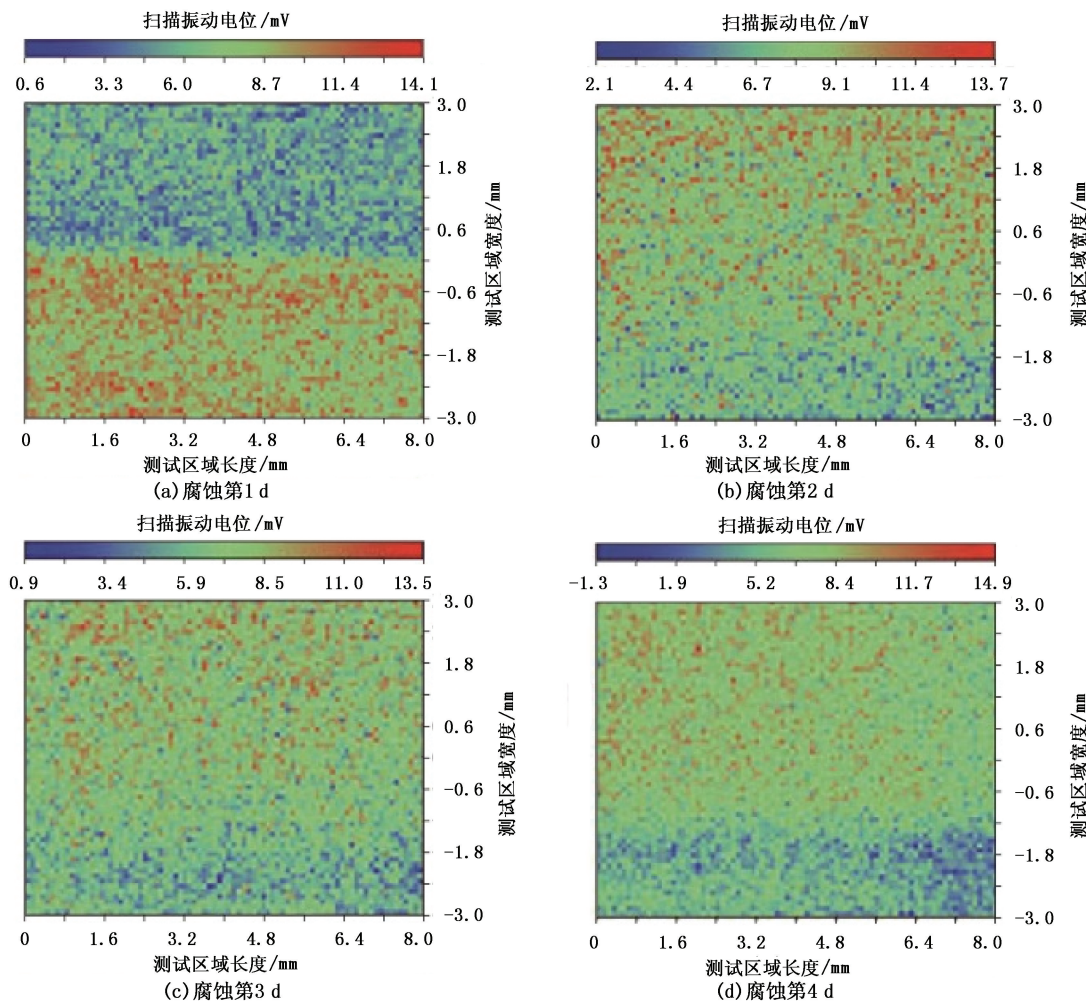 扫描振动电位/mV
0.6 3.3 6.0 8.7 11.4 14.1
3.0
1.8
0.6
-0.6
-1.8
-3.0
测试区域宽度/mm
0 1.6 3.2 4.8 6.4 8.0
测试区域长度/mm
(a)腐蚀第1 d
扫描振动电位/mV
2.1 4.4 6.7 9.1 11.4 13.7
3.0
1.8
0.6
-0.6
-1.8
-3.0
测试区域宽度/mm
0 1.6 3.2 4.8 6.4 8.0
测试区域长度/mm
(b)腐蚀第2 d
扫描振动电位/mV
0.9 3.4 5.9 8.5 11.0 13.5
3.0
1.8
0.6
-0.6
-1.8
-3.0
测试区域宽度/mm
0 1.6 3.2 4.8 6.4 8.0
测试区域长度/mm
(c)腐蚀第3 d
扫描振动电位/mV
-1.3 1.9 5.2 8.4 11.7 14.9
3.0
1.8
0.6
-0.6
-1.8
-3.0
测试区域宽度/mm
0 1.6 3.2 4.8 6.4 8.0
测试区域长度/mm
(d)腐蚀第4 d